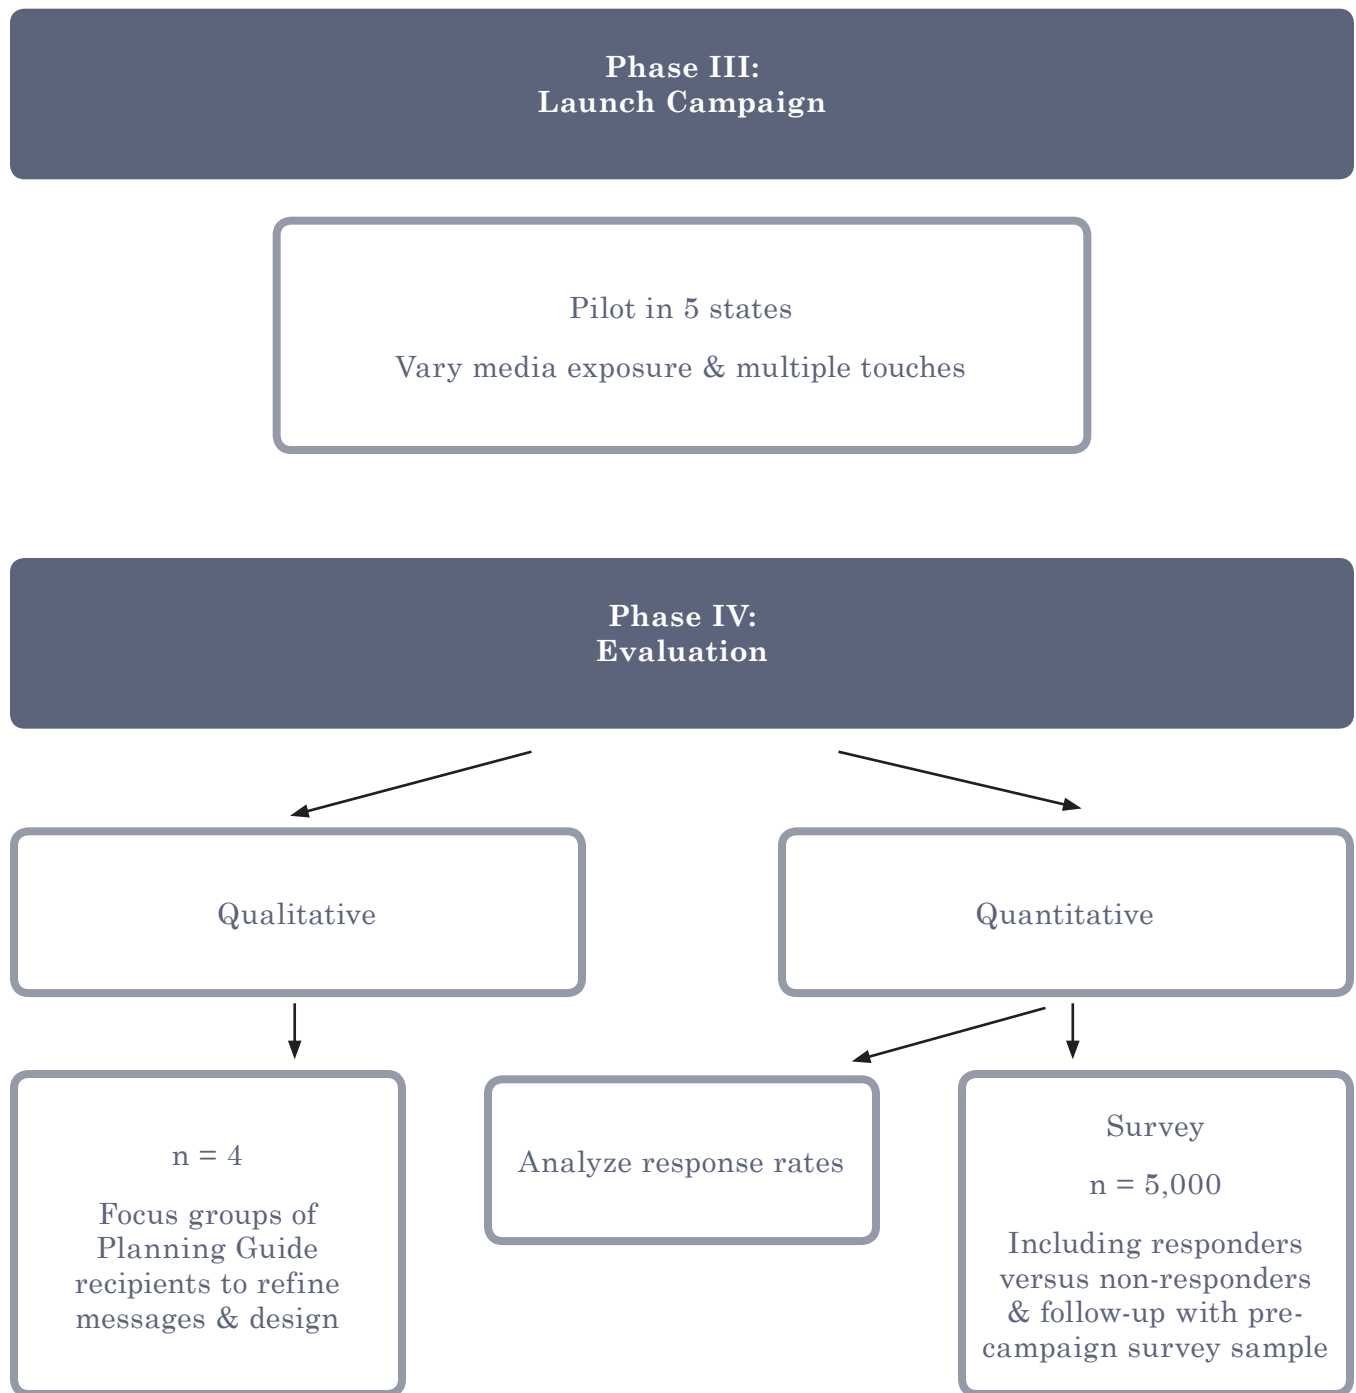 Phase III:
Launch Campaign
Pilot in 5 states
Vary media exposure & multiple touches
Phase IV:
Evaluation
Qualitative
Quantitative
n = 4
Focus groups of
Planning Guide
recipients to refine
messages & design
Analyze response rates
Survey
n = 5,000
Including responders
versus non-responders
& follow-up with pre-
campaign survey sample